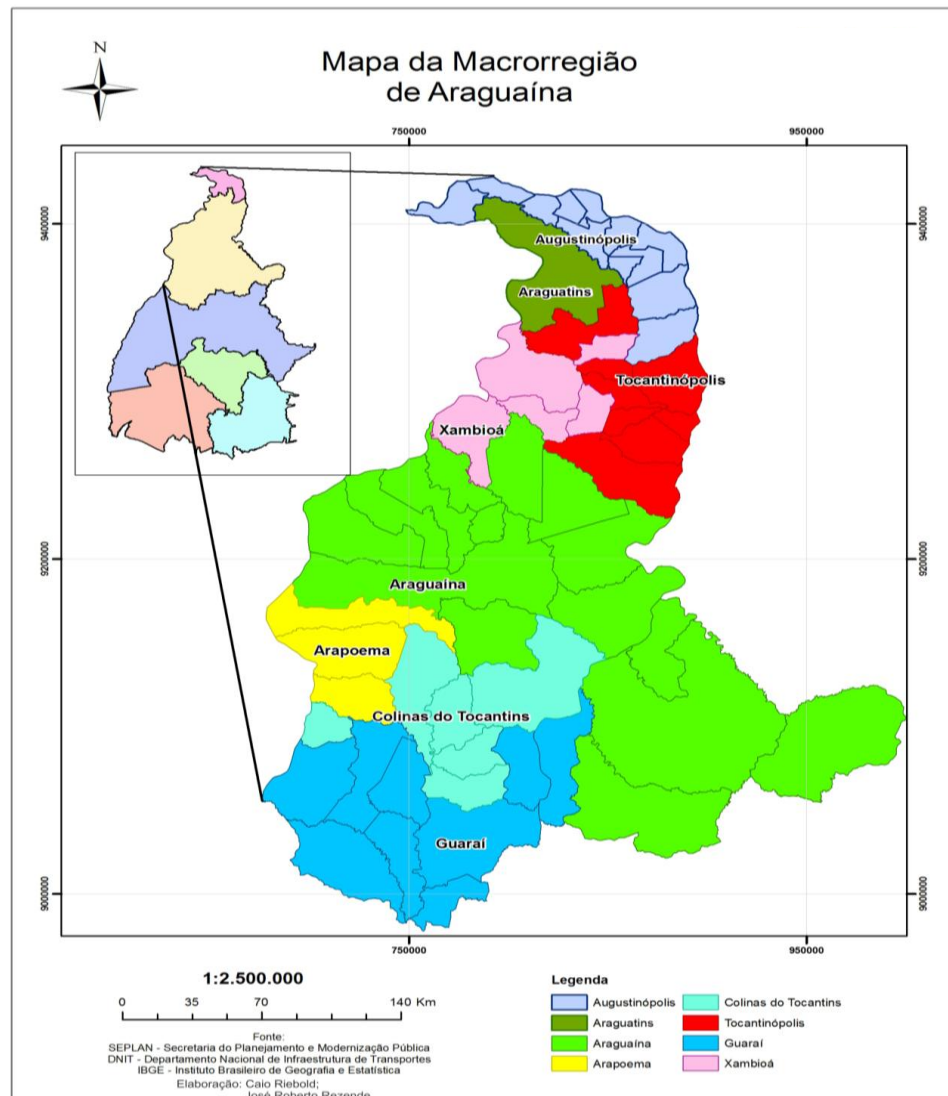 N
Mapa da Macrorregião
de Araguaína
750000
950000
9400000
9400000
Augustinópolis
Araguatins
Tocantinópolis
Xambioá
9200000
9200000
Araguaína
Arapoema
Colinas do Tocantins
Guaraí
9000000
9000000
750000
950000
1:2.500.000
0 35 70 140 Km
Fonte:
SEPLAN - Secretaria do Planejamento e Modernização Pública
DNIT - Departamento Nacional de Infraestrutura de Transportes
IBGE - Instituto Brasileiro de Geografia e Estatística
Elaboração: Caio Riebold;
José Roberto Rezende
Legenda
Augustinópolis
Araguatins
Araguaína
Arapoema
Colinas do Tocantins
Tocantinópolis
Guaraí
Xambioá